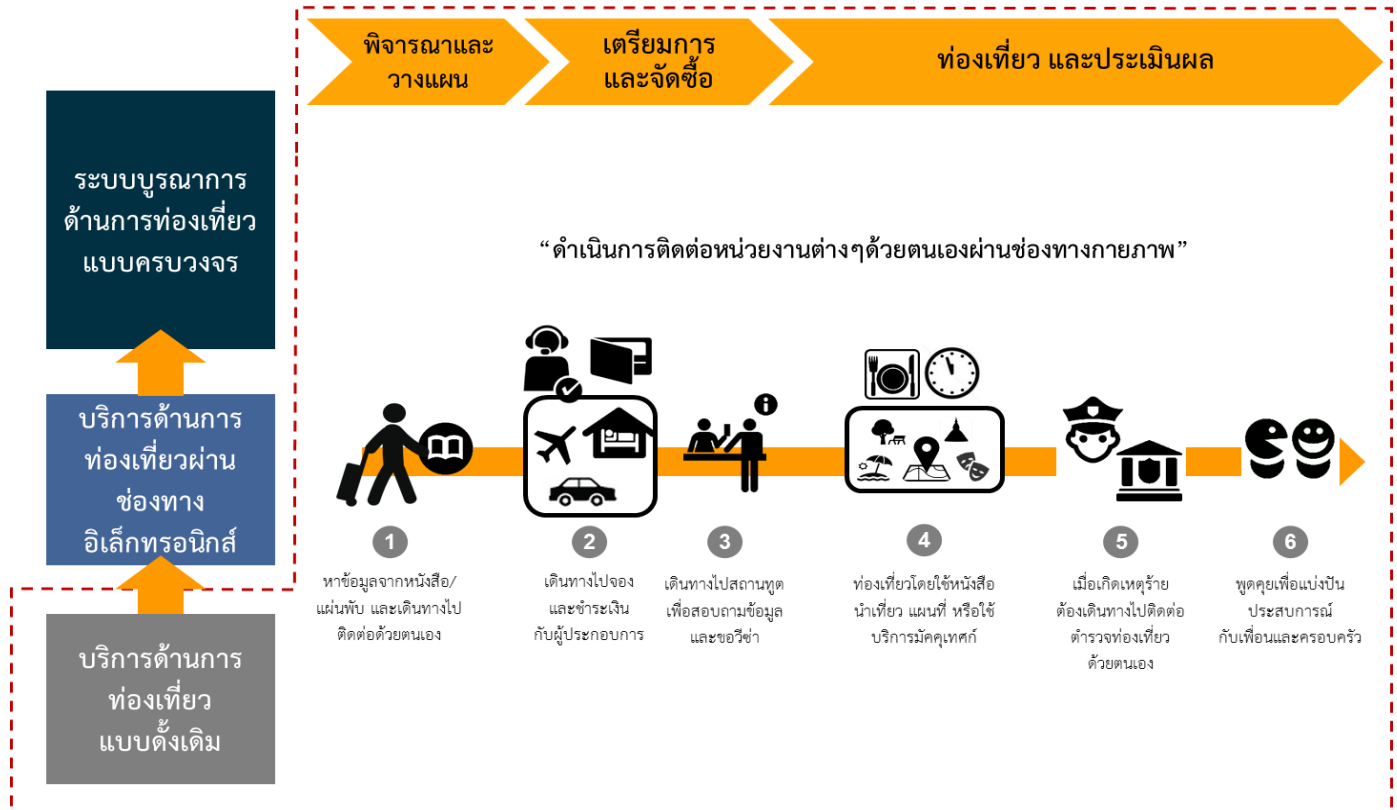 พิจารณาและ
วางแผน
เตรียมการ
และจัดซื้อ
ท่องเที่ยว และประเมินผล
ระบบบูรณาการ
ด้านการท่องเที่ยว
แบบครบวงจร
บริการด้านการ
ท่องเที่ยวผ่าน
ช่องทาง
อิเล็กทรอนิกส์
บริการด้านการ
ท่องเที่ยว
แบบดั้งเดิม
“ดำเนินการติดต่อหน่วยงานต่างๆด้วยตนเองผ่านช่องทางกายภาพ”
1
หาข้อมูลจากหนังสือ/
แผ่นพับ และเดินทางไป
ติดต่อด้วยตนเอง
2
เดินทางไปจอง
และชำระเงิน
กับผู้ประกอบการ
3
เดินทางไปสถานทูต
เพื่อสอบถามข้อมูล
และขอวีซ่า
4
ท่องเที่ยวโดยใช้หนังสือ
นำเที่ยว แผนที่ หรือใช้
บริการมัคคุเทศก์
5
เมื่อเกิดเหตุร้าย
ต้องเดินทางไปติดต่อ
ตำรวจท่องเที่ยว
ด้วยตนเอง
6
พูดคุยเพื่อแบ่งปัน
ประสบการณ์
กับเพื่อนและครอบครัว